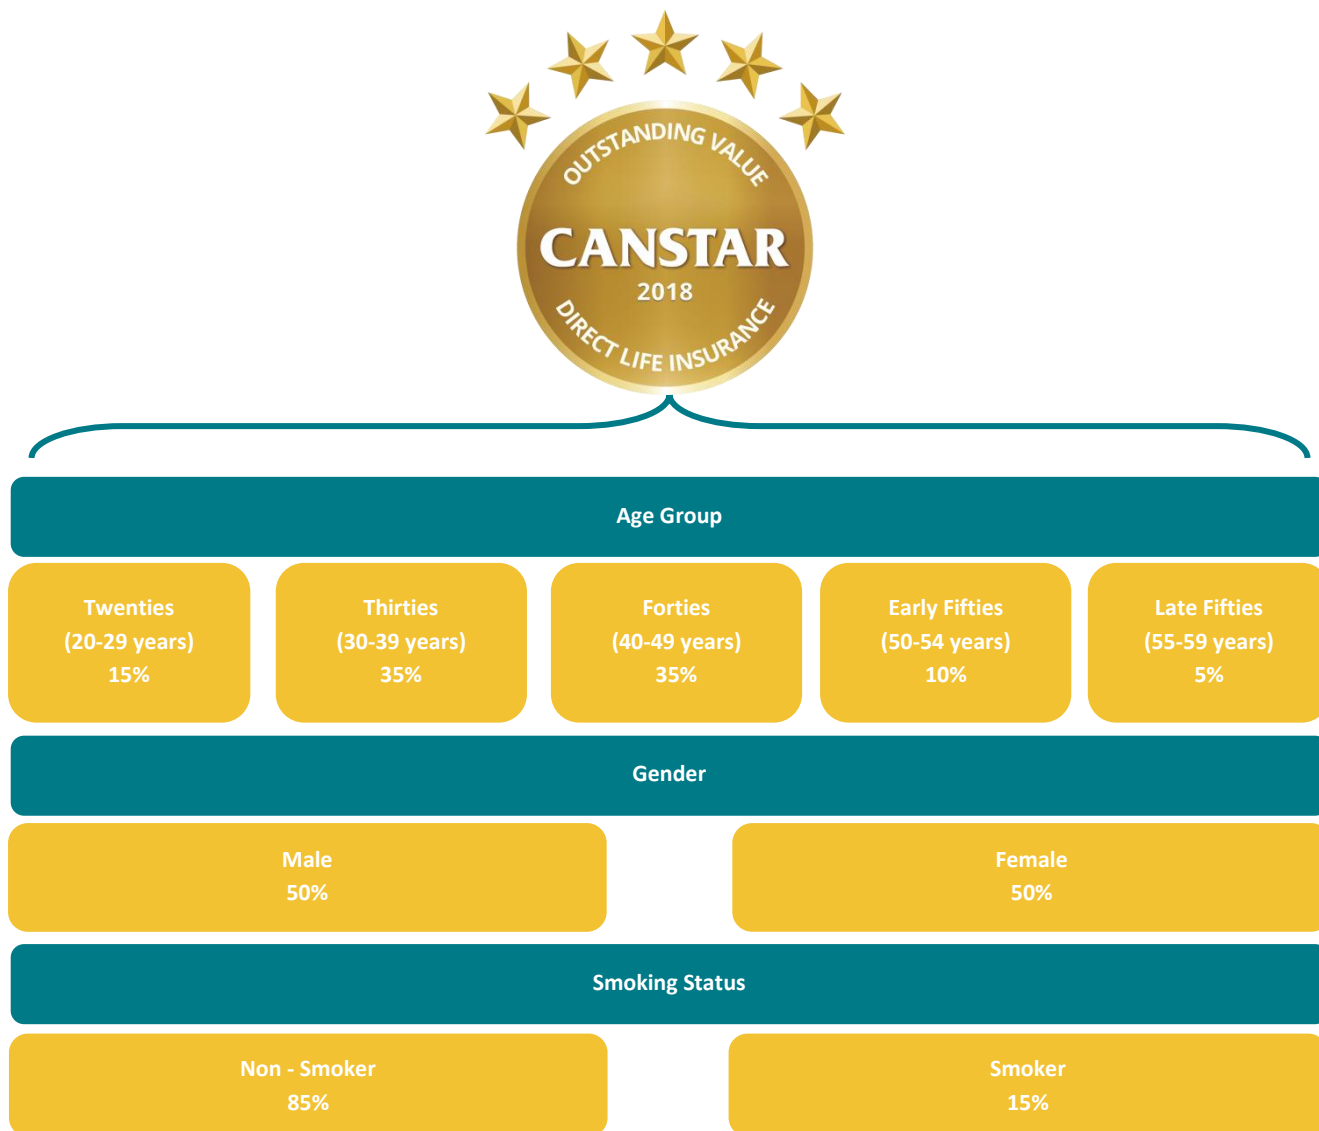 OUTSTANDING VALUE
CANSTAR
2018
DIRECT LIFE INSURANCE
Age Group
Twenties
(20-29 years)
15%
Thirties
(30-39 years)
35%
Forties
(40-49 years)
35%
Early Fifties
(50-54 years)
10%
Late Fifties
(55-59 years)
5%
Gender
Male
50%
Female
50%
Smoking Status
Non - Smoker
85%
Smoker
15%